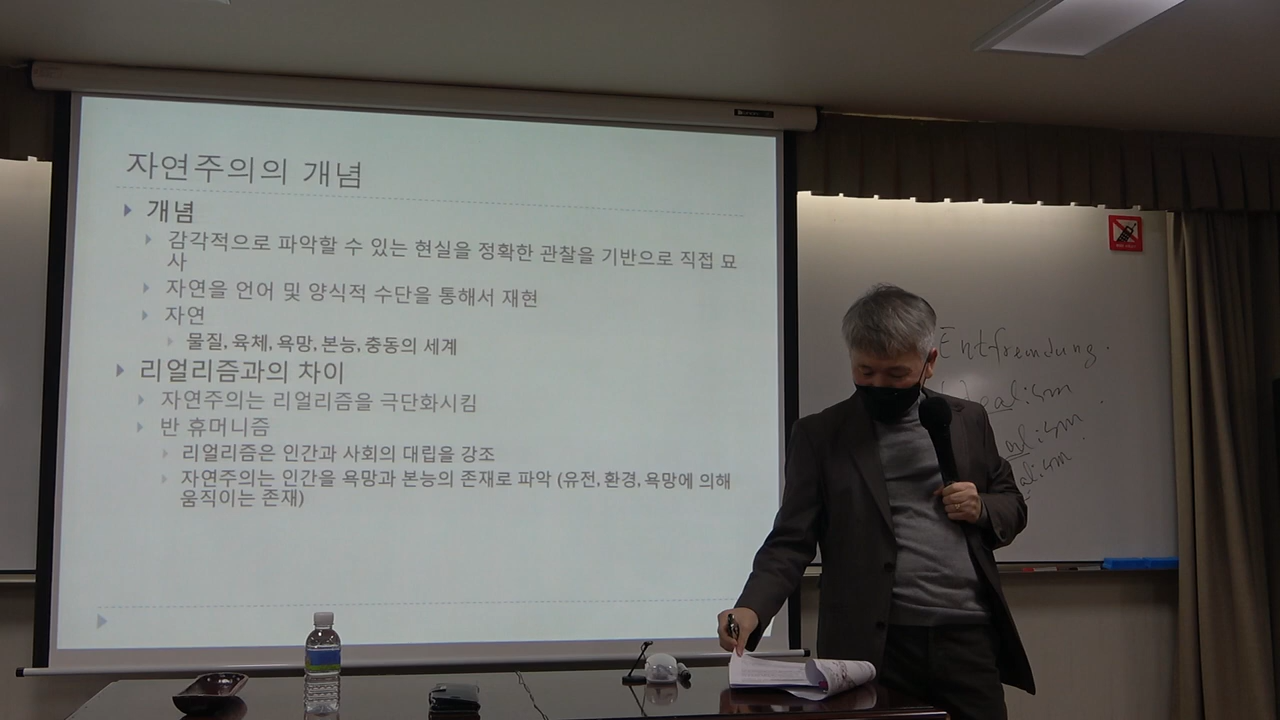 자연주의의 개념
개념
감각적으로 파악할 수 있는 현실을 정확한 관찰을 기반으로 직접 묘
사
자연을 언어 및 양식적 수단을 통해서 재현
자연
물질, 육체, 욕망, 본능, 충동의 세계
리얼리즘과의 차이
자연주의는 리얼리즘을 극단화시킴
반 휴머니즘
리얼리즘은 인간과 사회의 대립을 강조
자연주의는 인간을 욕망과 본능의 존재로 파악 (유전, 환경, 욕망에 의해
움직이는 존재)
Entfremdung.